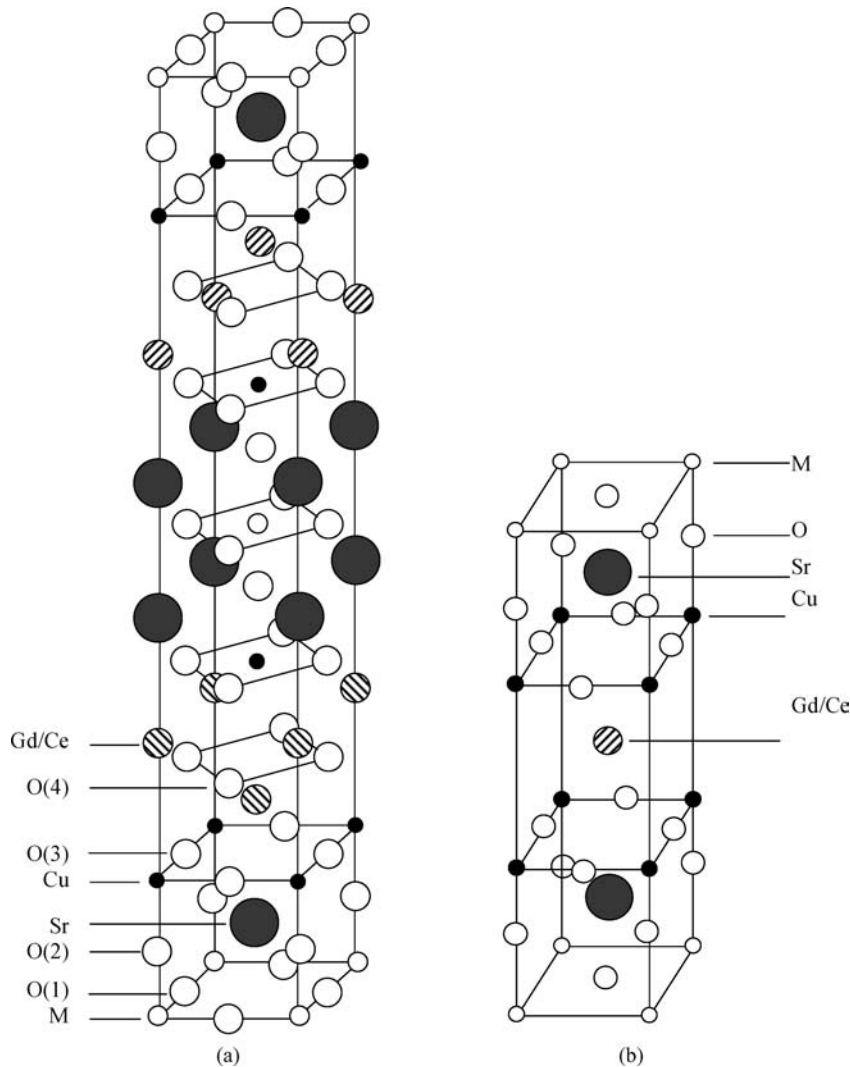 Gd/Ce
O(4)
O(3)
Cu
Sr
O(2)
O(1)
M
(a)
M
O
Sr
Cu
Gd/Ce
(b)